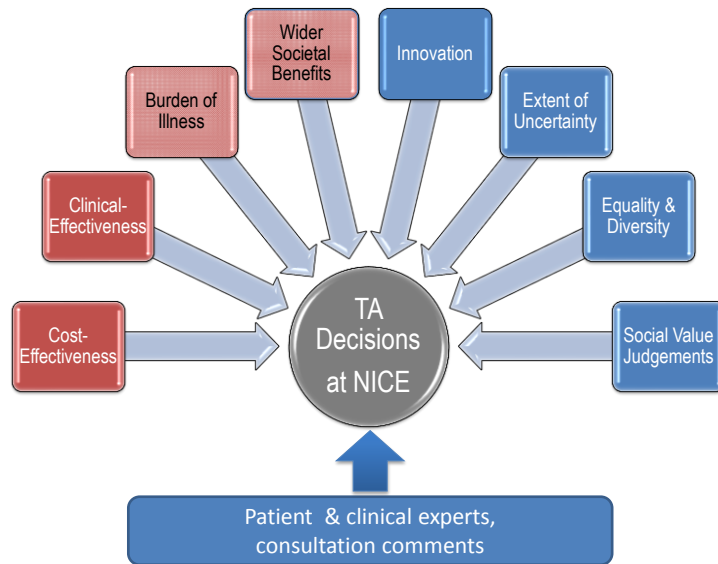 Wider
Societal
Benefits
Innovation
Burden of
Illness
Extent of
Uncertainty
Clinical-
Effectiveness
Equality &
Diversity
Cost-
Effectiveness
TA
Decisions
at NICE
Social Value
Judgements
Patient & clinical experts,
consultation comments